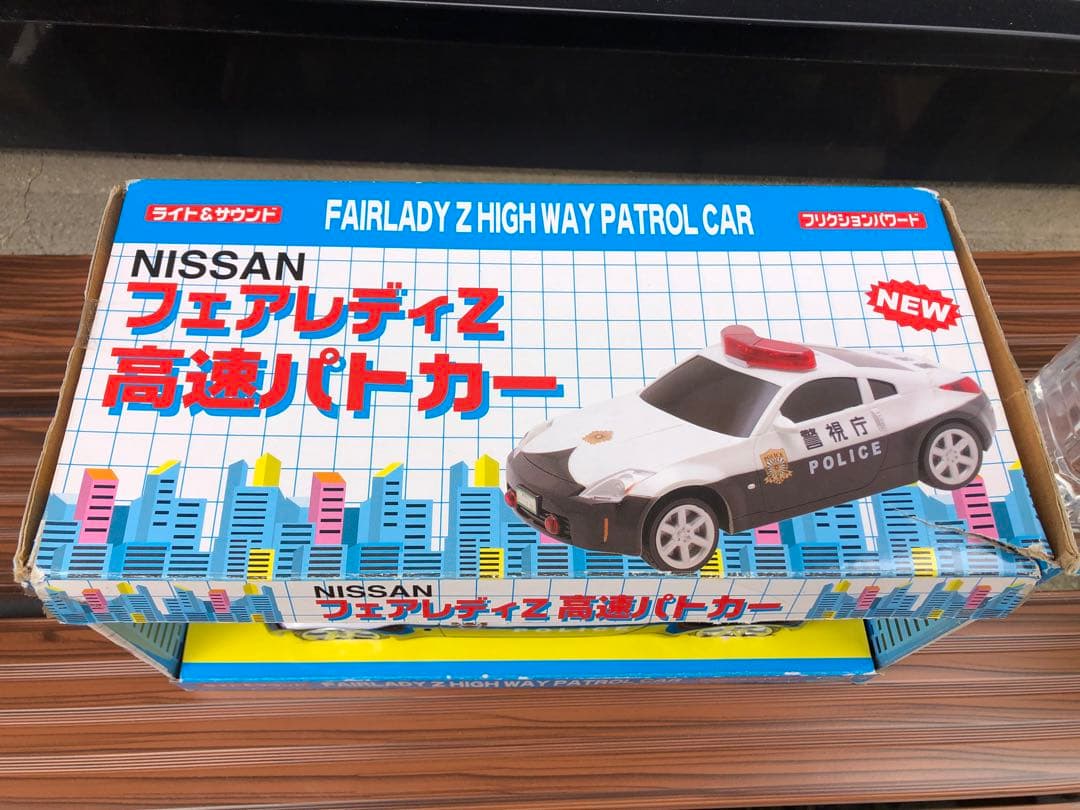 ライト&サウンド
FAIRLADY Z HIGH WAY PATROL CAR
フリクションパワード
NISSAN
フェアレディZ
高速パトカー
NEW
警視庁
POLICE
NISSAN
フェアレディZ 高速パトカー
POLICE
FAIRLADY Z HIGH WAY PATROL CAR